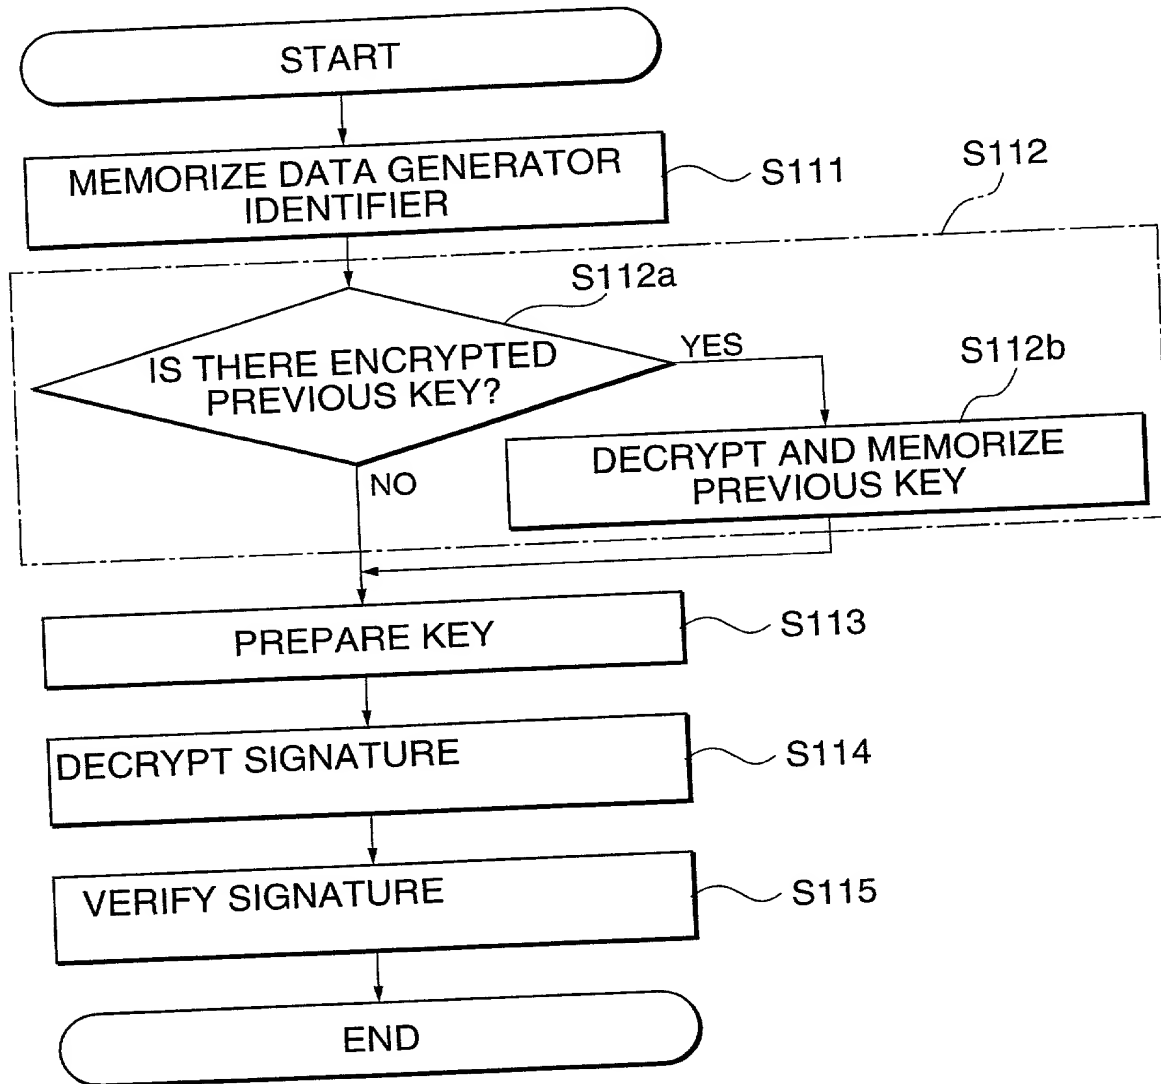 START
MEMORIZE DATA GENERATOR
IDENTIFIER
S111
S112
S112a
IS THERE ENCRYPTED
PREVIOUS KEY?
YES
S112b
DECRYPT AND MEMORIZE
PREVIOUS KEY
NO
PREPARE KEY
S113
DECRYPT SIGNATURE
S114
VERIFY SIGNATURE
S115
END